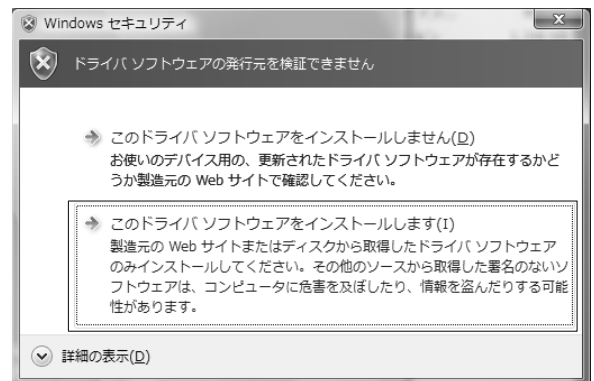 Windows セキュリティ
ドライバ ソフトウェアの発行元を検証できません
このドライバ ソフトウェアをインストールしません(D)
お使いのデバイス用の、更新されたドライバ ソフトウェアが存在するかど
うか製造元の Web サイトで確認してください。
このドライバ ソフトウェアをインストールします(I)
製造元の Web サイトまたはディスクから取得したドライバ ソフトウェア
のみインストールしてください。その他のソースから取得した署名のないソ
フトウェアは、コンピュータに危害を及ぼしたり、情報を盗んだりする可能
性があります。
詳細の表示(D)